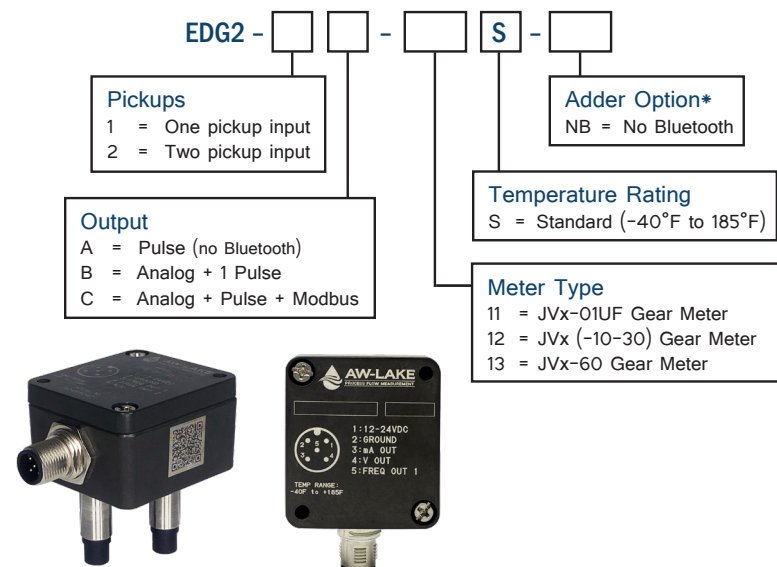 EDG2 - - S -
Pickups
1 = One pickup input
2 = Two pickup input
Adder Option*
NB = No Bluetooth
Output
A = Pulse (no Bluetooth)
B = Analog + 1 Pulse
C = Analog + Pulse + Modbus
Temperature Rating
S = Standard (-40°F to 185°F)
Meter Type
11 = JVx-01UF Gear Meter
12 = JVx (-10-30) Gear Meter
13 = JVx-60 Gear Meter
AW-LAKE
PROCESS FLOW MEASUREMENT
1:12-24VDC
2:GROUND
3:mA OUT
4:V OUT
5:FREQ OUT 1
TEMP RANGE:
-40F to +185F